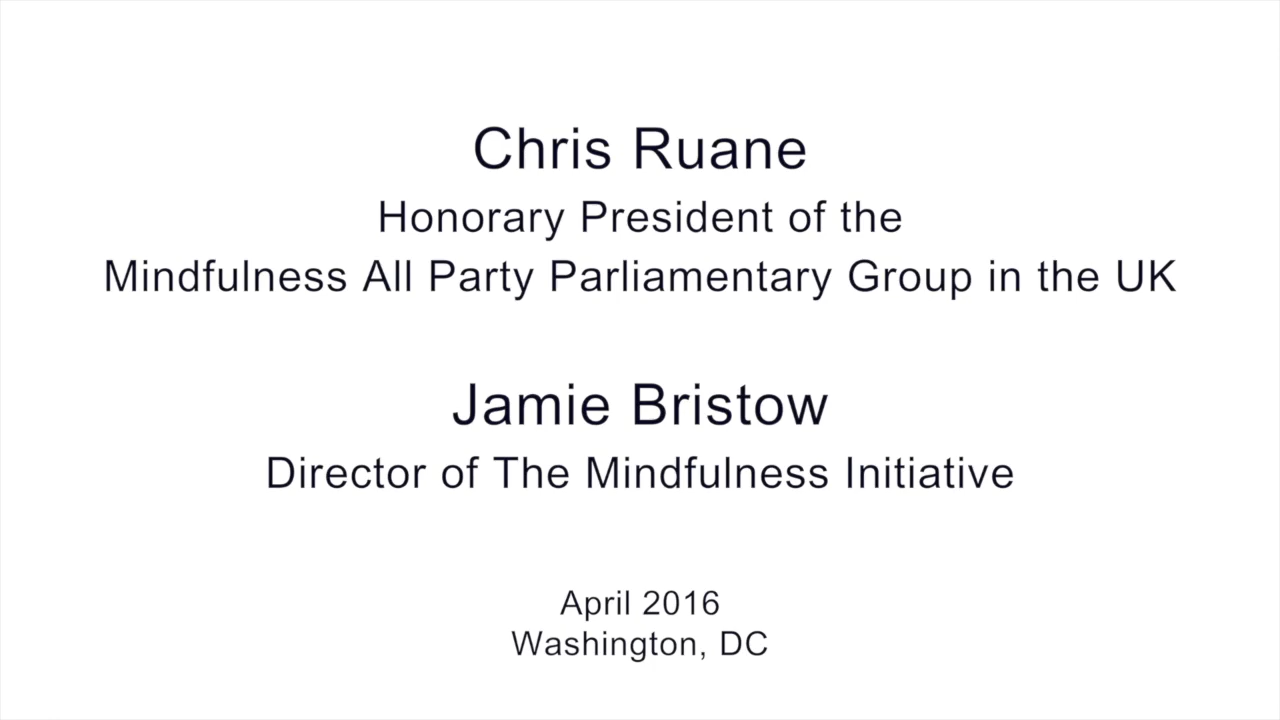 Chris Ruane
Honorary President of the
Mindfulness All Party Parliamentary Group in the UK
Jamie Bristow
Director of The Mindfulness Initiative
April 2016
Washington, DC